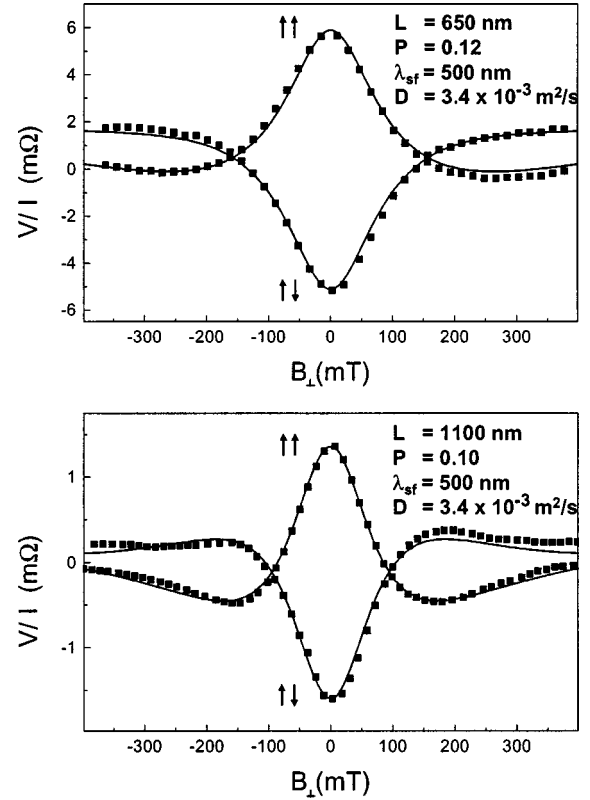 6
4
2
0
-2
-4
-6
V/I (mΩ)
↑↑
↑↓
L = 650 nm
P = 0.12
λsf = 500 nm
D = 3.4 x 10⁻³ m²/s
-300 -200 -100 0 100 200 300
B⊥(mT)
1
0
-1
V/I (mΩ)
↑↑
↑↓
L = 1100 nm
P = 0.10
λsf = 500 nm
D = 3.4 x 10⁻³ m²/s
-300 -200 -100 0 100 200 300
B⊥(mT)